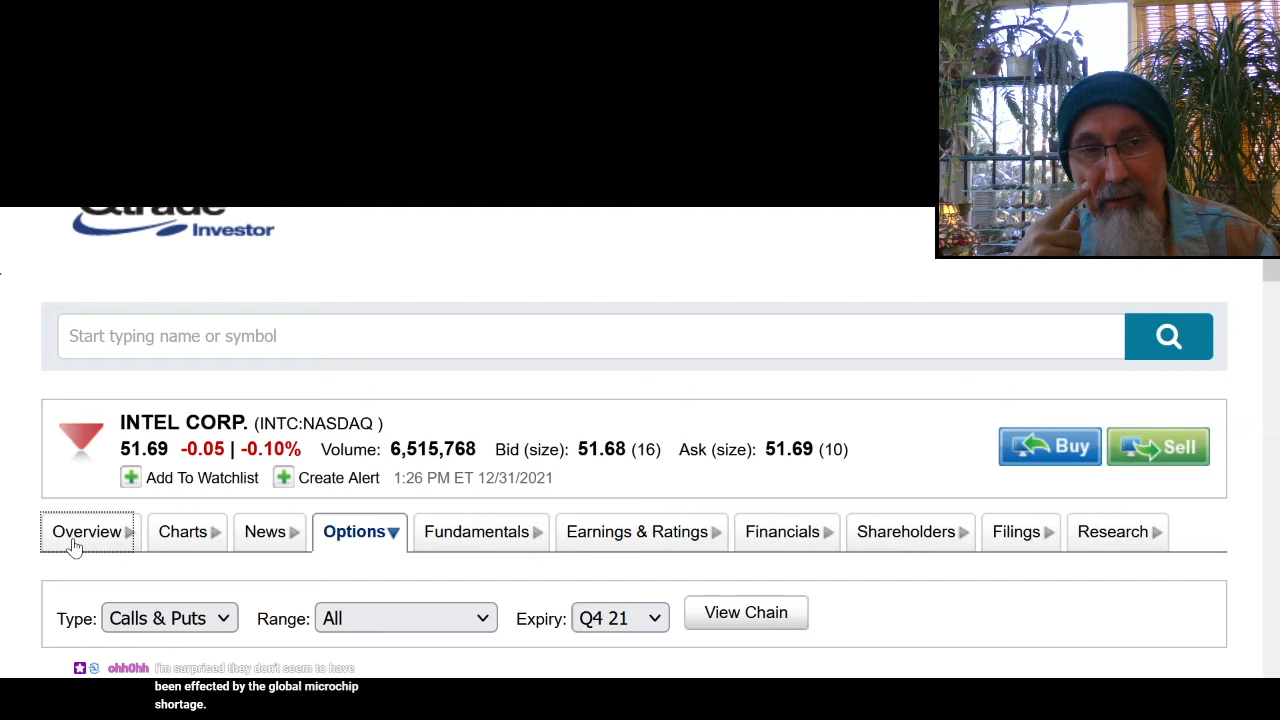 Qtrade
Investor
Start typing name or symbol
INTEL CORP. (INTC:NASDAQ )
51.69 -0.05 | -0.10% Volume: 6,515,768 Bid (size): 51.68 (16) Ask (size): 51.69 (10)
Buy Sell
Add To Watchlist Create Alert 1:26 PM ET 12/31/2021
Overview Charts News Options Fundamentals Earnings & Ratings Financials Shareholders Filings Research
Type: Calls & Puts Range: All Expiry: Q4 21 View Chain
ohh0hh I'm surprised they don't seem to have
been effected by the global microchip
shortage.